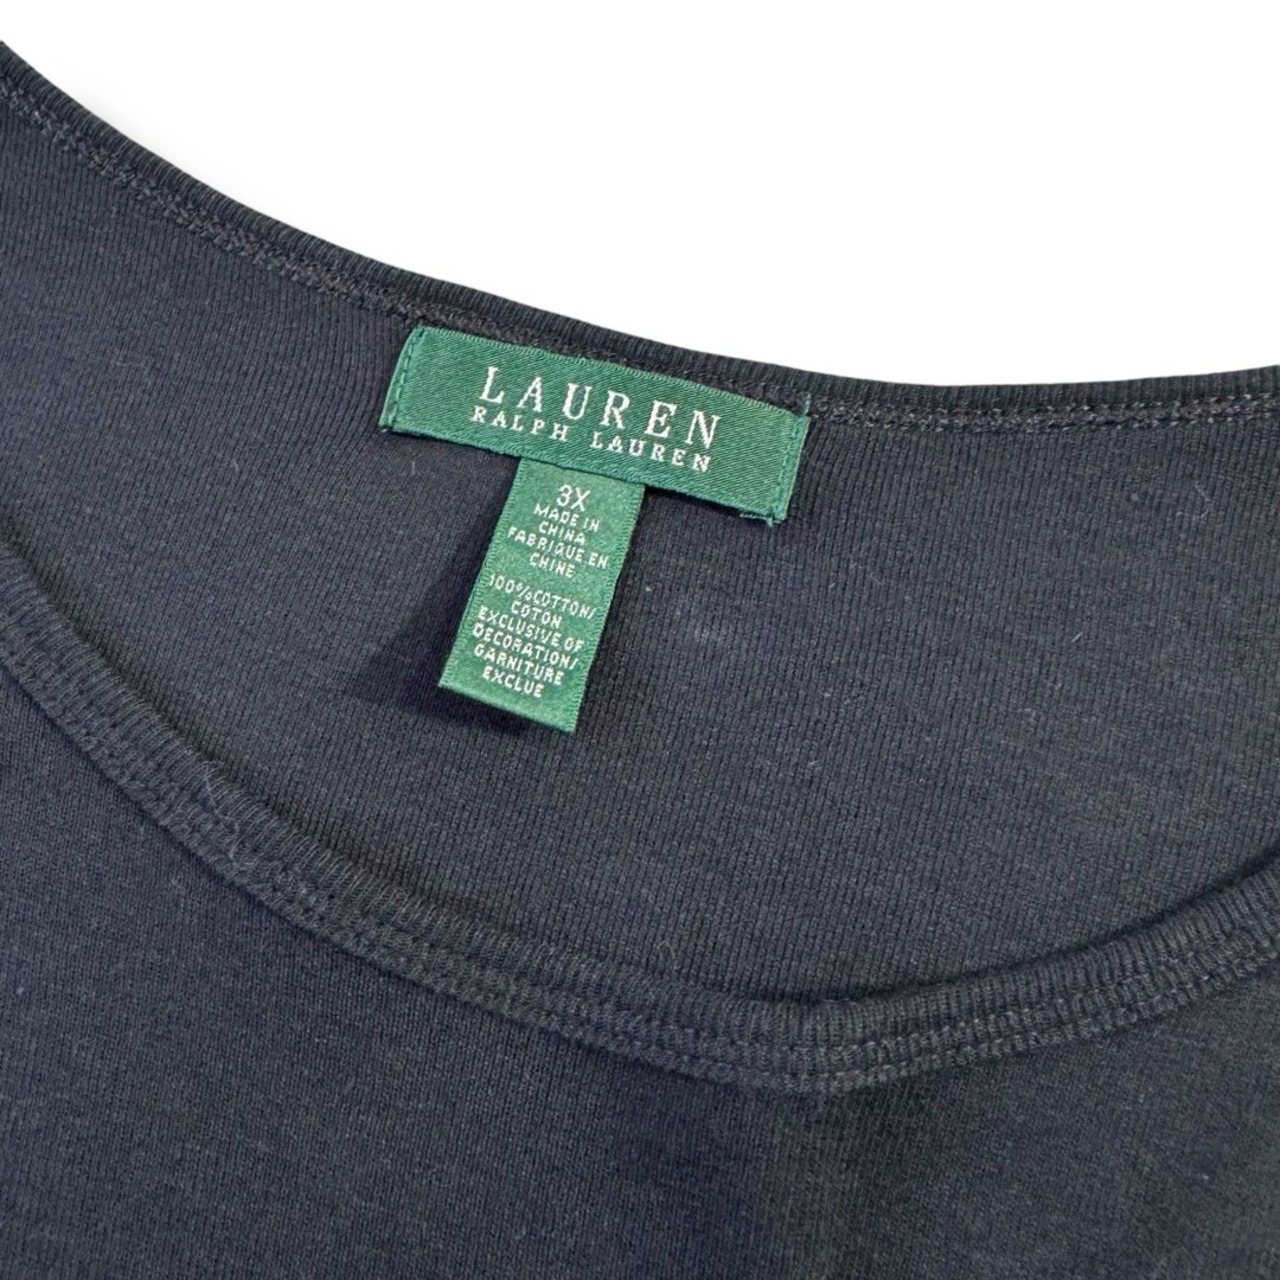 LAUREN
RALPH LAUREN
3X
MADE IN
CHINA
FABRIQUE EN
CHINE
100%COTTON/
COTON
EXCLUSIVE OF
DECORATION/
GARNITURE
EXCLUE